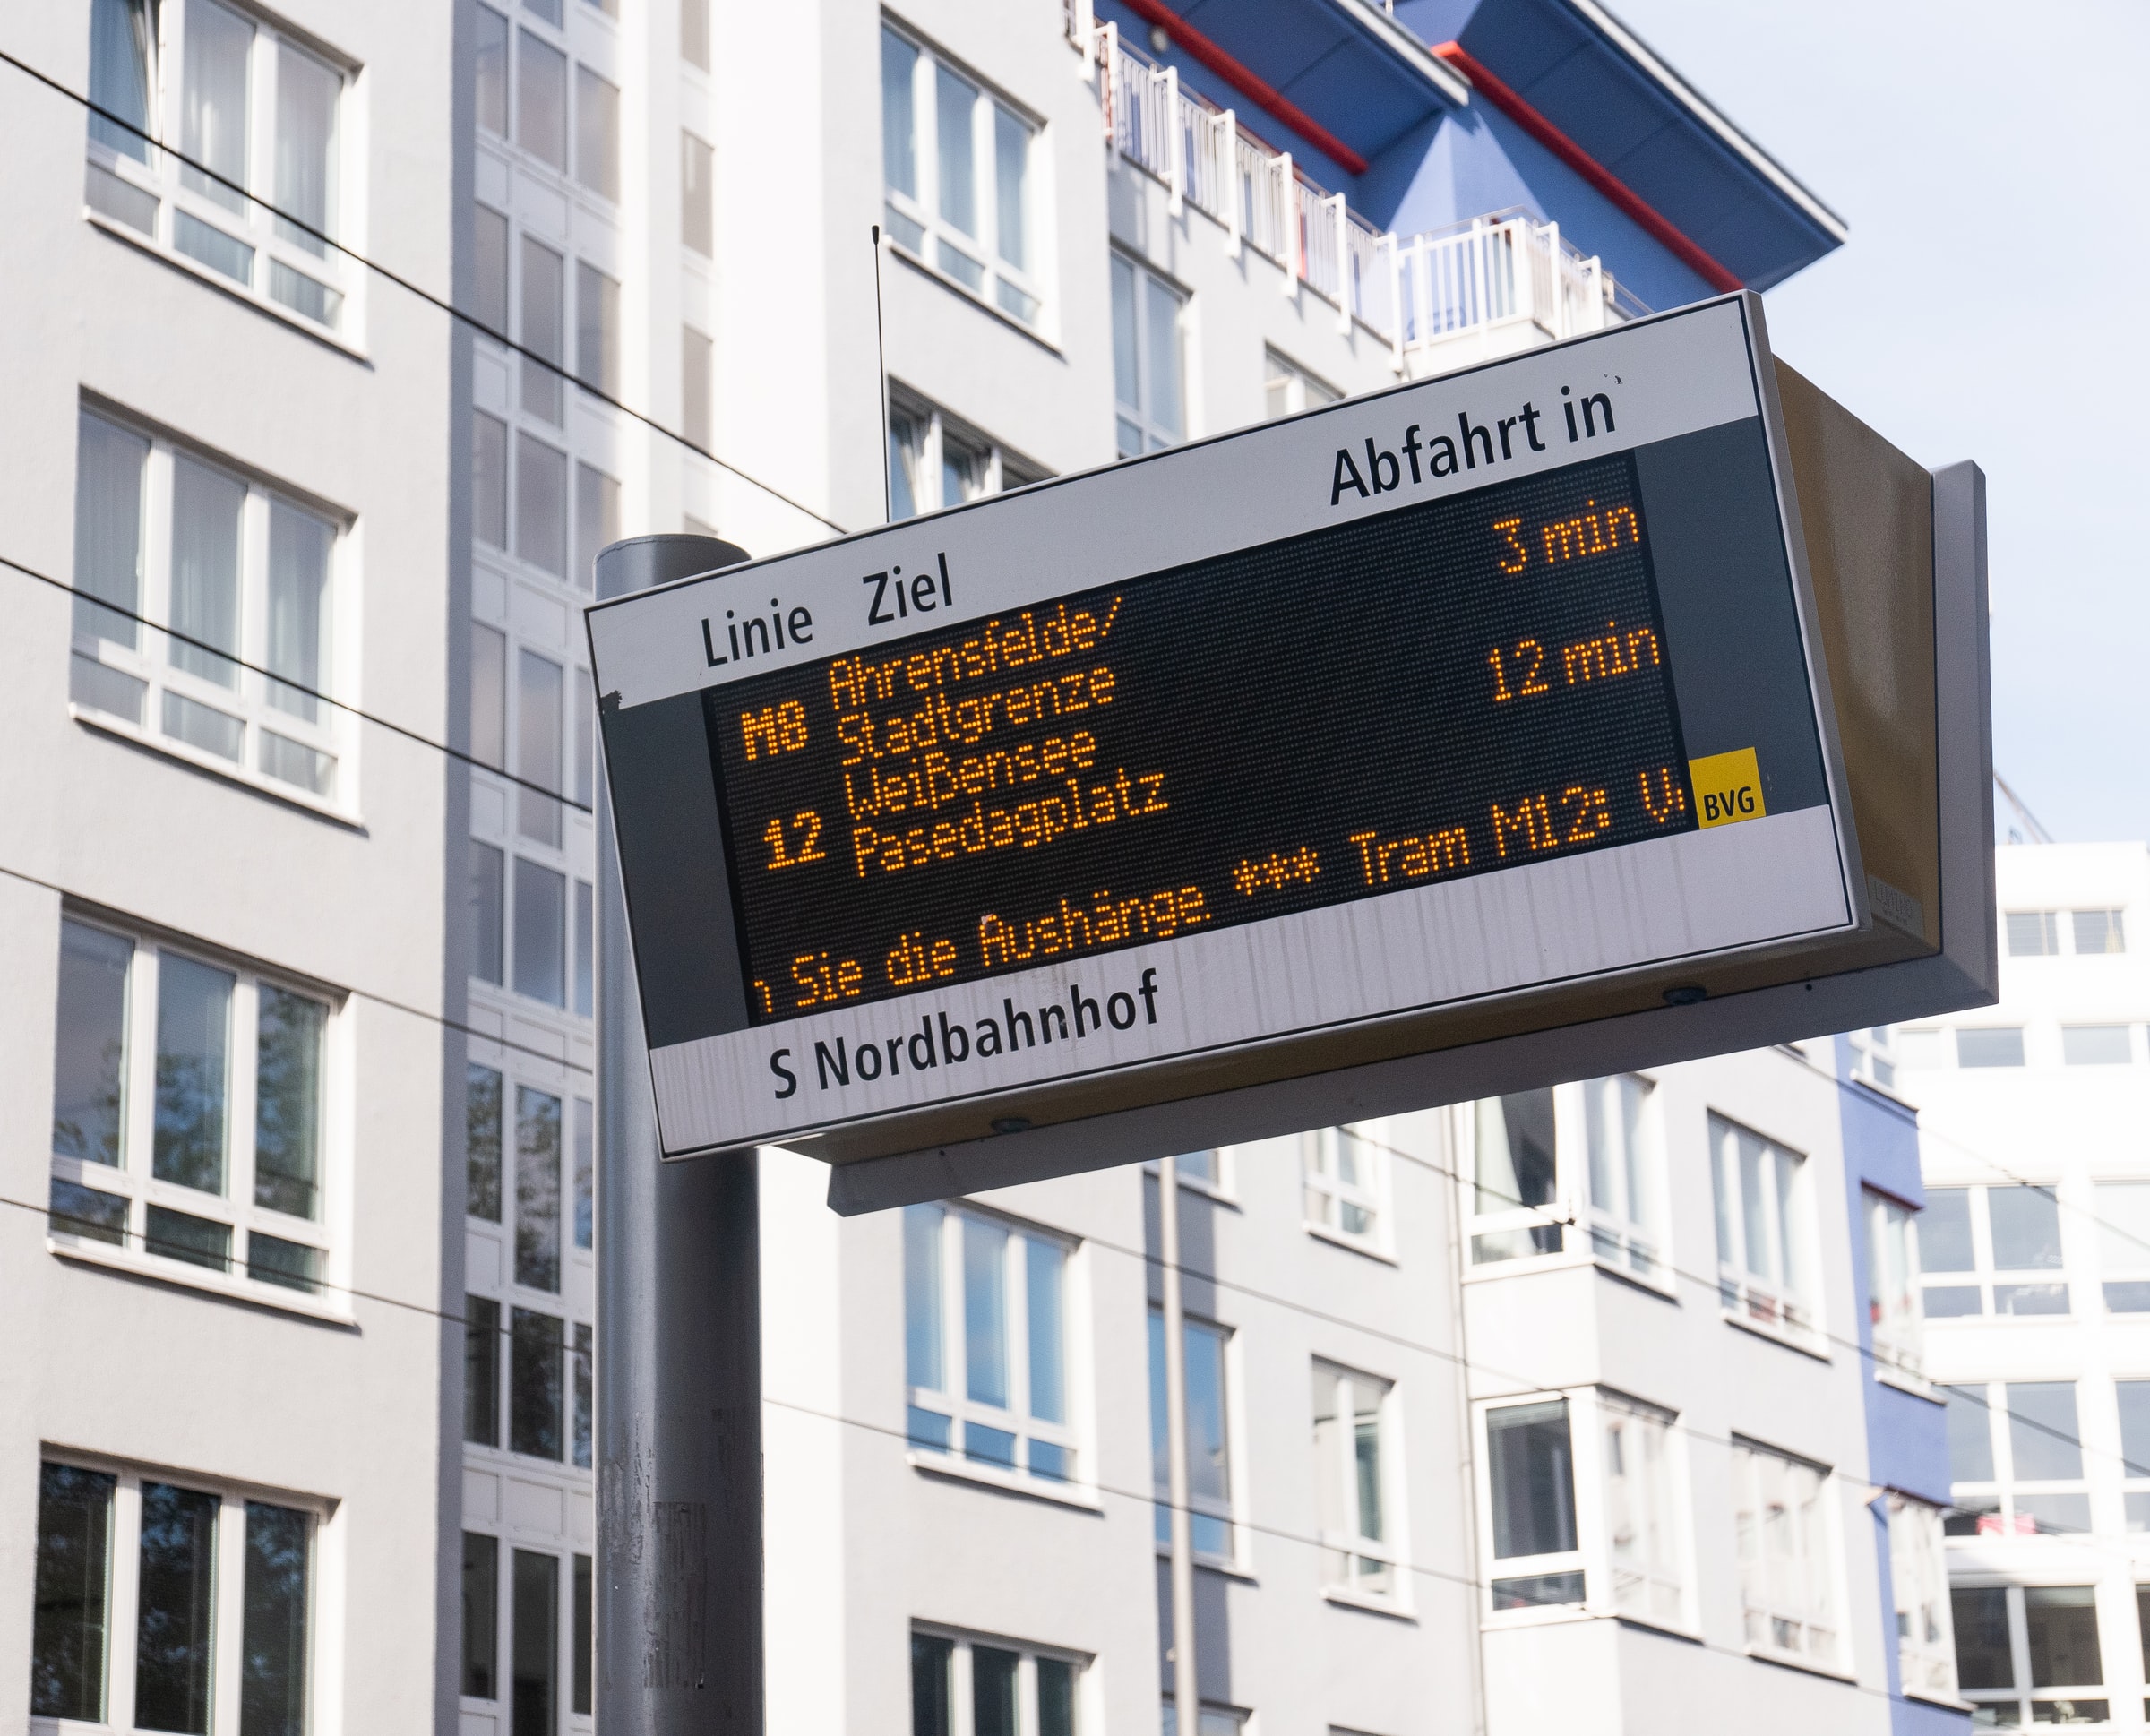 Linie Ziel Abfahrt in
M8 Ahrensfelde/ 3 min
Stadtgrenze
12 Weißensee 12 min
Pasedagplatz
Sie die Aushänge. *** Tram M12:
BVG
S Nordbahnhof